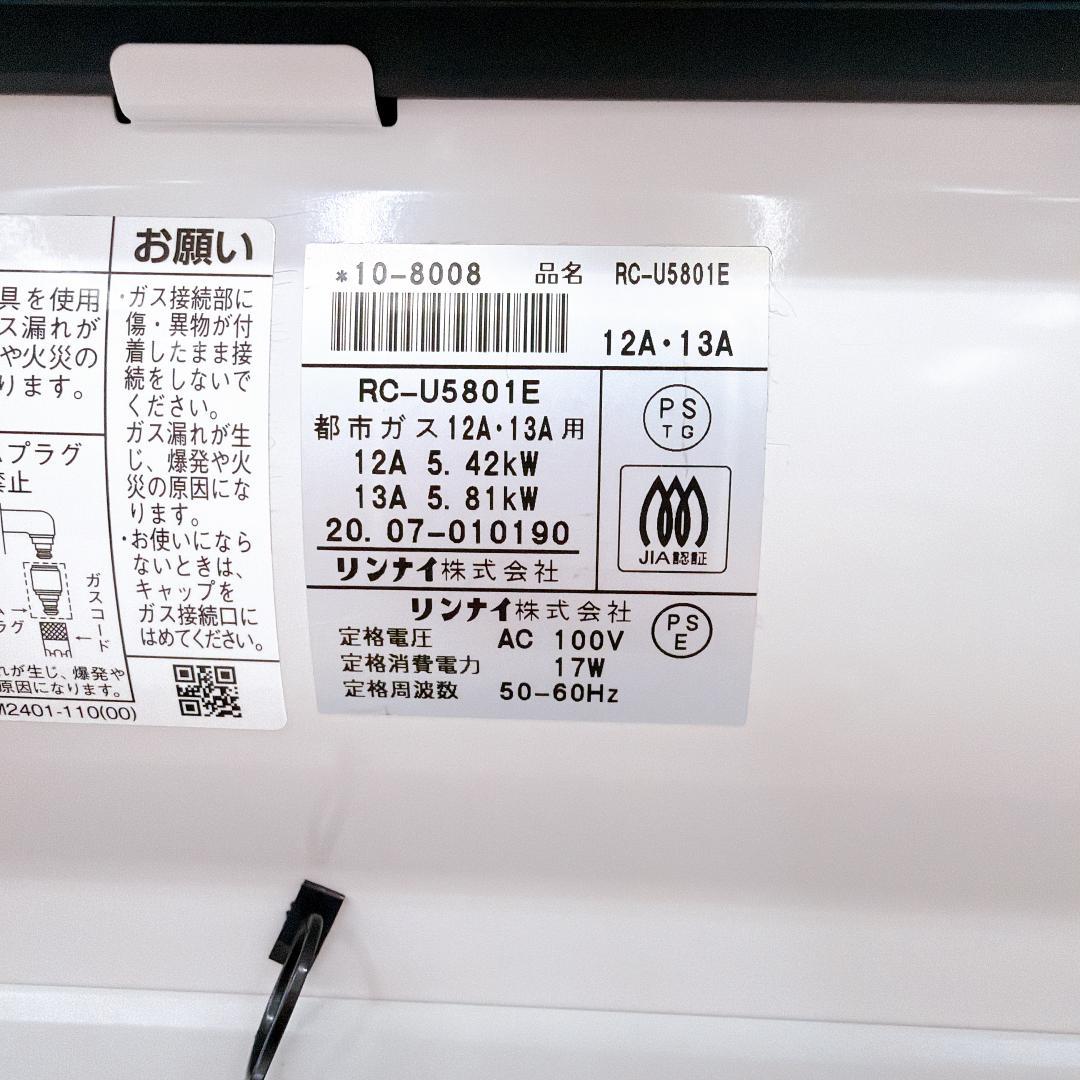 具を使用
ス漏れが
や火災の
ります。
プラグ
禁止
ガスコード
ラグ
れが生じ、爆発や
原因になります。
M2401-110(00)
お願い
・ガス接続部に
傷・異物が付
着したまま接
続をしないで
ください。
ガス漏れが生
じ、爆発や火
災の原因にな
ります。
・お使いになら
ないときは、
キャップを
ガス接続口に
はめてください。
*10-8008 品名 RC-U5801E
12A・13A
RC-U5801E
都市ガス12A・13A用
12A 5.42kW
13A 5.81kW
20.07-010190
リンナイ株式会社
PS
TG
JIA認証
リンナイ株式会社
定格電圧 AC 100V
定格消費電力 17W
定格周波数 50-60Hz
PS
E